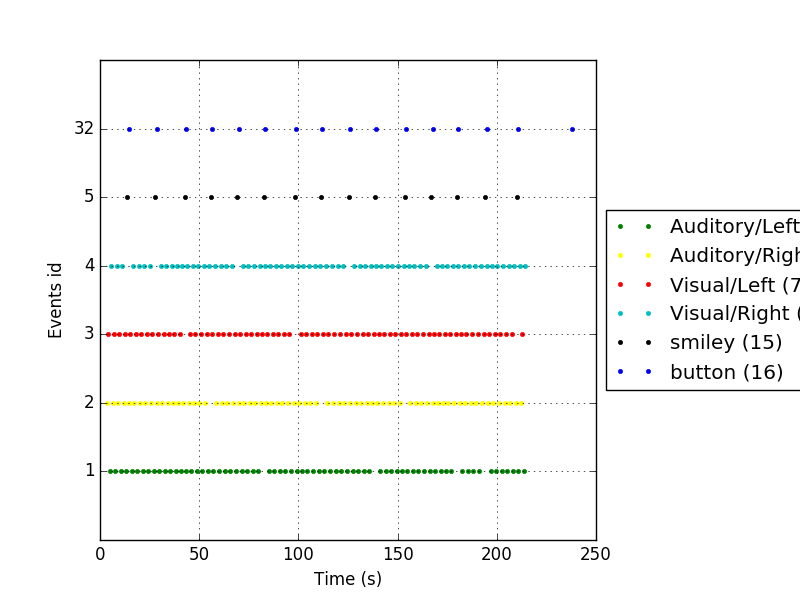 32
5
4
3
2
1
Events id
0 50 100 150 200 250
Time (s)
Auditory/Left
Auditory/Righ
Visual/Left (7
Visual/Right (
smiley (15)
button (16)